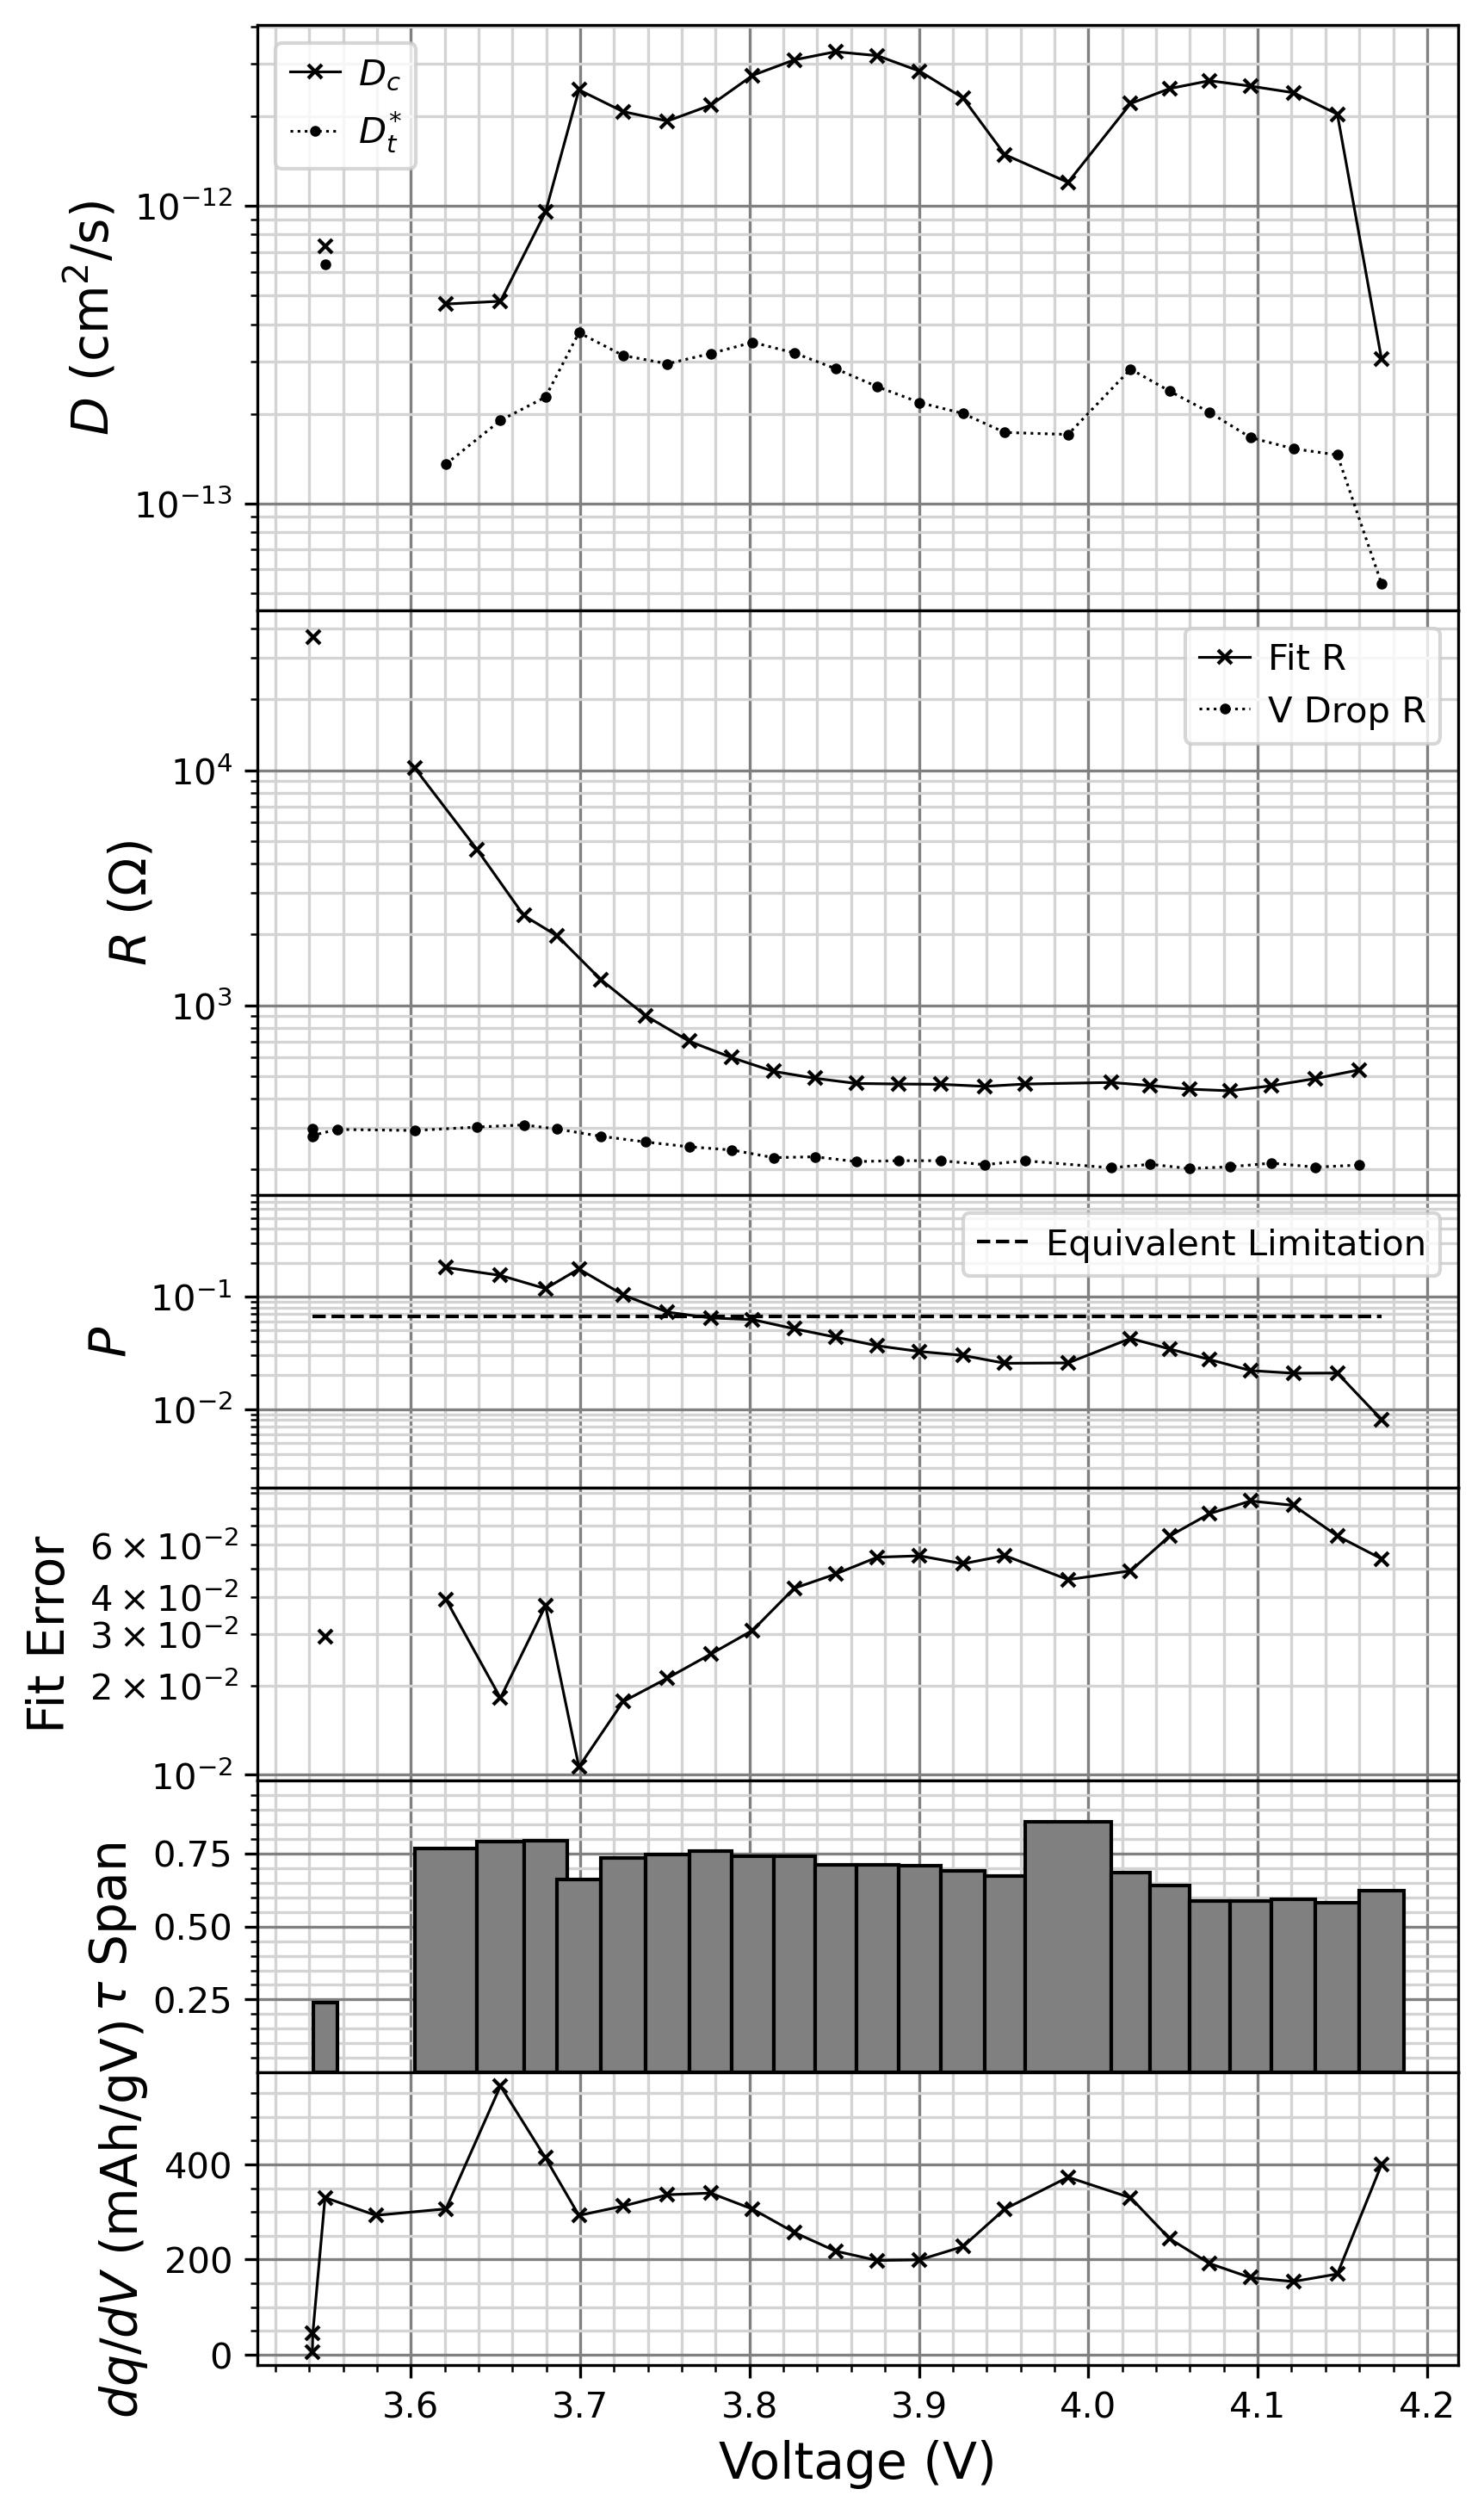 D_c
D_t^*
10^{-12}
10^{-13}
D (cm^2/s)
Fit R
V Drop R
10^4
10^3
R (Ω)
Equivalent Limitation
10^{-1}
10^{-2}
P
6 × 10^{-2}
4 × 10^{-2}
3 × 10^{-2}
2 × 10^{-2}
10^{-2}
Fit Error
0.75
0.50
0.25
τ Span
400
200
0
dq/dV (mAh/gV)
3.6 3.7 3.8 3.9 4.0 4.1 4.2
Voltage (V)